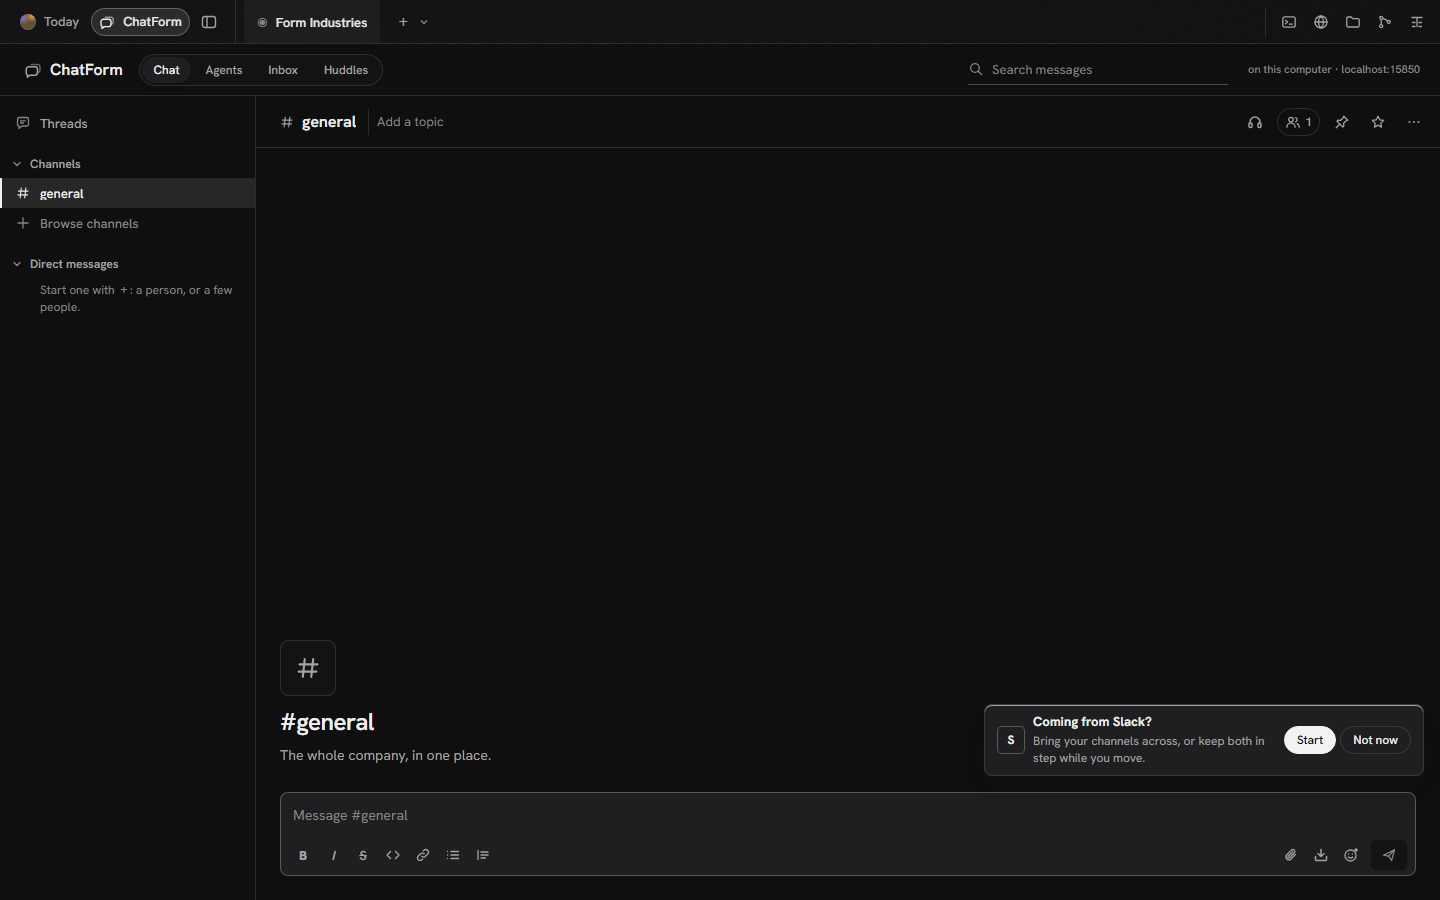 Today
ChatForm
Form Industries
ChatForm
Chat
Agents
Inbox
Huddles
Search messages
on this computer · localhost:15850
Threads
Channels
general
Browse channels
Direct messages
Start one with + : a person, or a few
people.
general
Add a topic
1
#general
The whole company, in one place.
S
Coming from Slack?
Bring your channels across, or keep both in
step while you move.
Start
Not now
Message #general
B
I
S